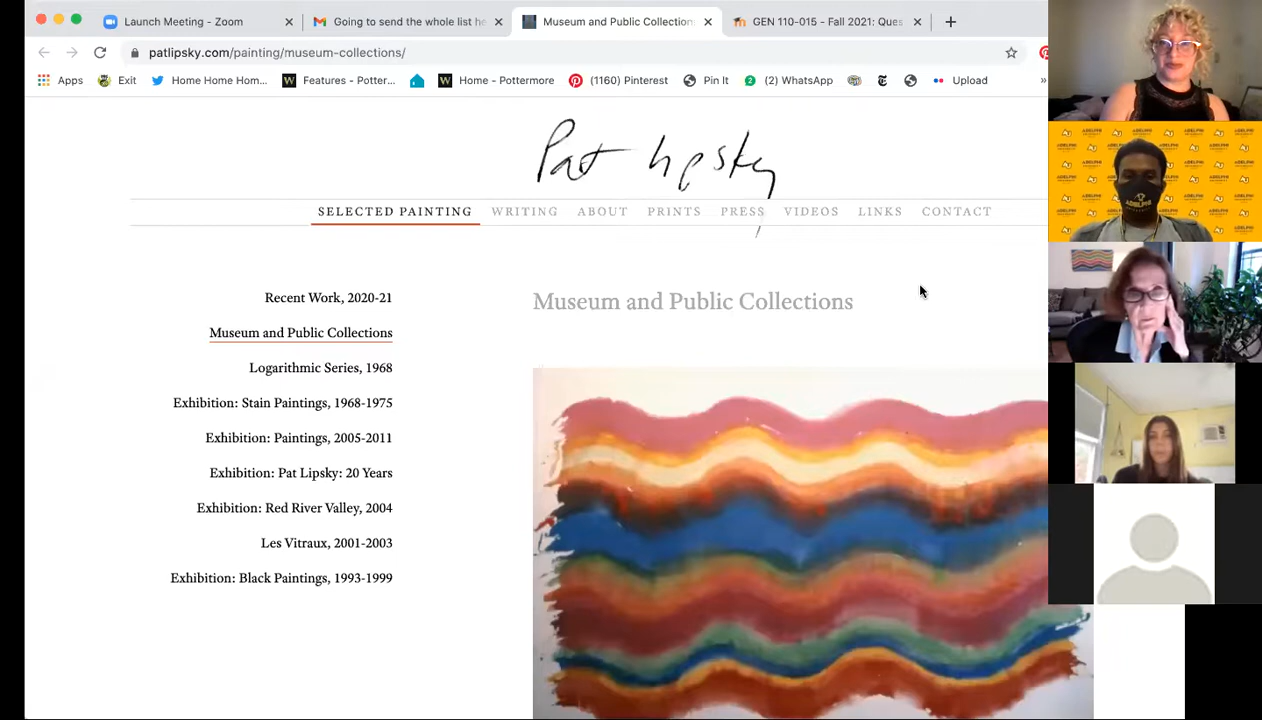 Launch Meeting - Zoom
Going to send the whole list he
Museum and Public Collection
GEN 110-015 - Fall 2021: Ques
patlipsky.com/painting/museum-collections/
Apps
Exit
Home Home Hom...
Features - Potter...
Home - Pottermore
(1160) Pinterest
Pin It
(2) WhatsApp
Upload
»
Pat Lipsky
SELECTED PAINTING
WRITING
ABOUT
PRINTS
PRESS
VIDEOS
LINKS
CONTACT
Recent Work, 2020-21
Museum and Public Collections
Logarithmic Series, 1968
Exhibition: Stain Paintings, 1968-1975
Exhibition: Paintings, 2005-2011
Exhibition: Pat Lipsky: 20 Years
Exhibition: Red River Valley, 2004
Les Vitraux, 2001-2003
Exhibition: Black Paintings, 1993-1999
Museum and Public Collections
ADELPHI